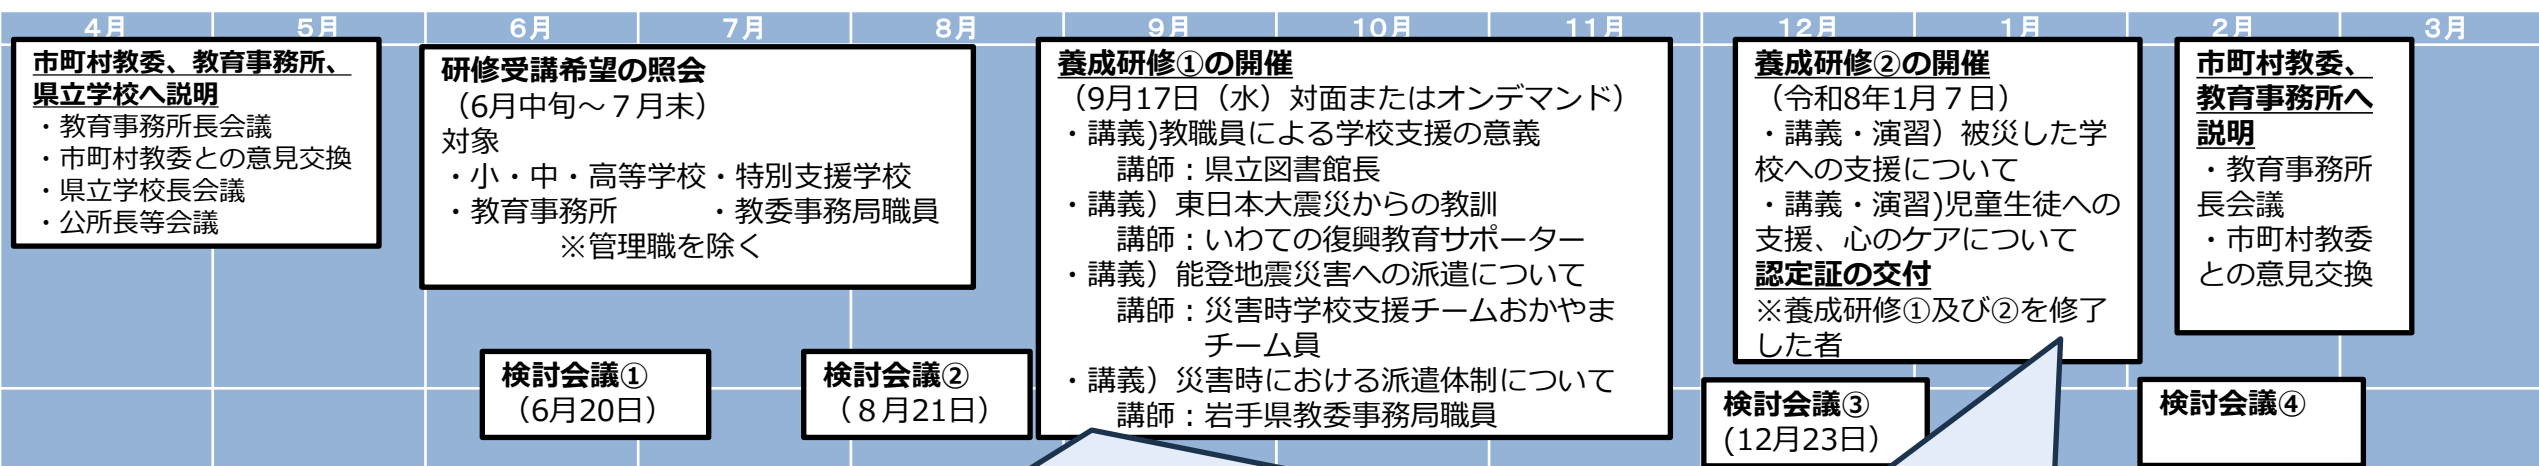 4月 5月 6月 7月 8月 9月 10月 11月 12月 1月 2月 3月
市町村教委、教育事務所、
県立学校へ説明
・教育事務所長会議
・市町村教委との意見交換
・県立学校長会議
・公所長等会議
研修受講希望の照会
（6月中旬～７月末）
対象
・小・中・高等学校・特別支援学校
・教育事務所　　　・教委事務局職員
※管理職を除く
検討会議①
（6月20日）
検討会議②
（８月21日）
養成研修①の開催
（9月17日（水）対面またはオンデマンド）
・講義)教職員による学校支援の意義
講師：県立図書館長
・講義）東日本大震災からの教訓
講師：いわての復興教育サポーター
・講義）能登地震災害への派遣について
講師：災害時学校支援チームおかやま
チーム員
・講義）災害時における派遣体制について
講師：岩手県教委事務局職員
養成研修②の開催
（令和8年1月７日）
・講義・演習）被災した学
校への支援について
・講義・演習)児童生徒への
支援、心のケアについて
認定証の交付
※養成研修①及び②を修了
した者
検討会議③
(12月23日）
市町村教委、
教育事務所へ
説明
・教育事務所
長会議
・市町村教委
との意見交換
検討会議④